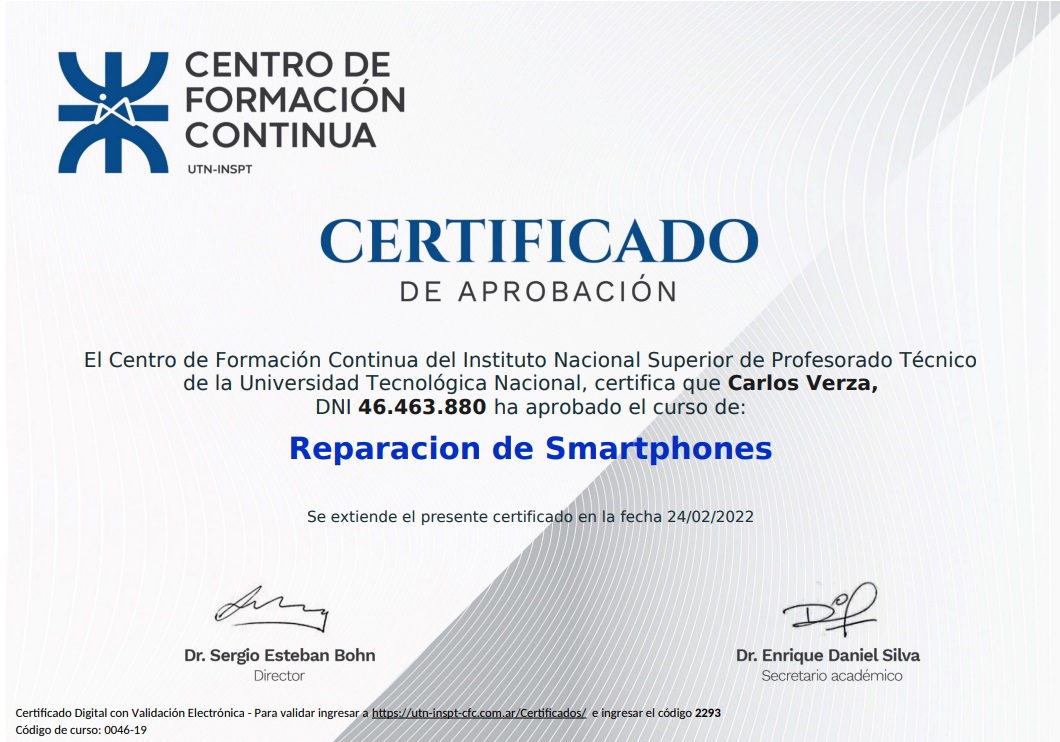 CENTRO DE
FORMACIÓN
CONTINUA
UTN-INSPT
CERTIFICADO
DE APROBACIÓN
El Centro de Formación Continua del Instituto Nacional Superior de Profesorado Técnico
de la Universidad Tecnológica Nacional, certifica que Carlos Verza,
DNI 46.463.880 ha aprobado el curso de:
Reparacion de Smartphones
Se extiende el presente certificado en la fecha 24/02/2022
Dr. Sergio Esteban Bohn
Director
Dr. Enrique Daniel Silva
Secretario académico
Certificado Digital con Validación Electrónica - Para validar ingresar a https://utn-inspt-cfc.com.ar/Certificados/ e ingresar el código 2293
Código de curso: 0046-19